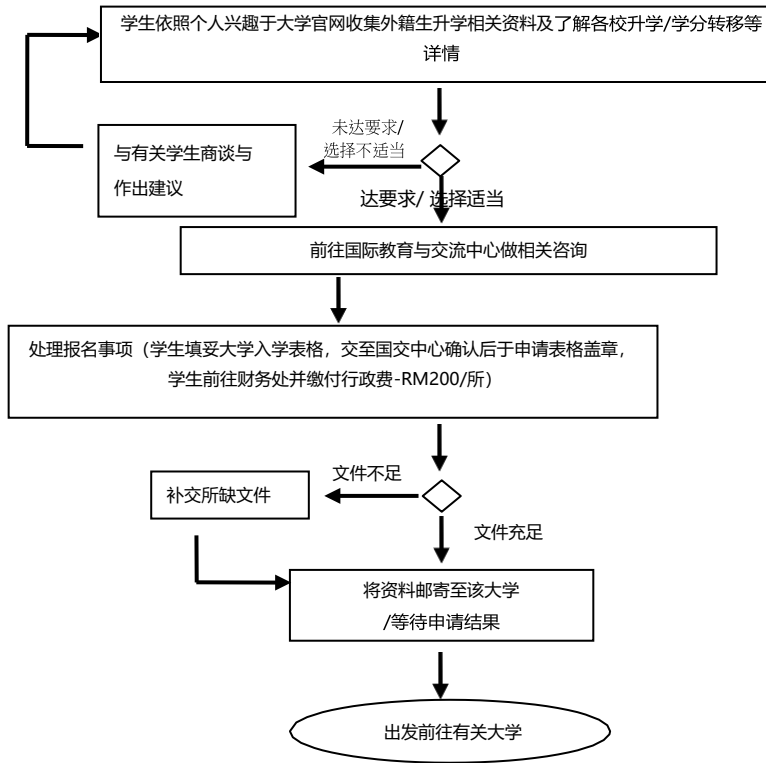 学生依照个人兴趣于大学官网收集外籍生升学相关资料及了解各校升学/学分转移等
详情
未达要求/
选择不适当
与有关学生商谈与
作出建议
达要求/ 选择适当
前往国际教育与交流中心做相关咨询
处理报名事项（学生填妥大学入学表格，交至国交中心确认后于申请表格盖章，
学生前往财务处并缴付行政费-RM200/所）
文件不足
补交所缺文件
文件充足
将资料邮寄至该大学
/等待申请结果
出发前往有关大学